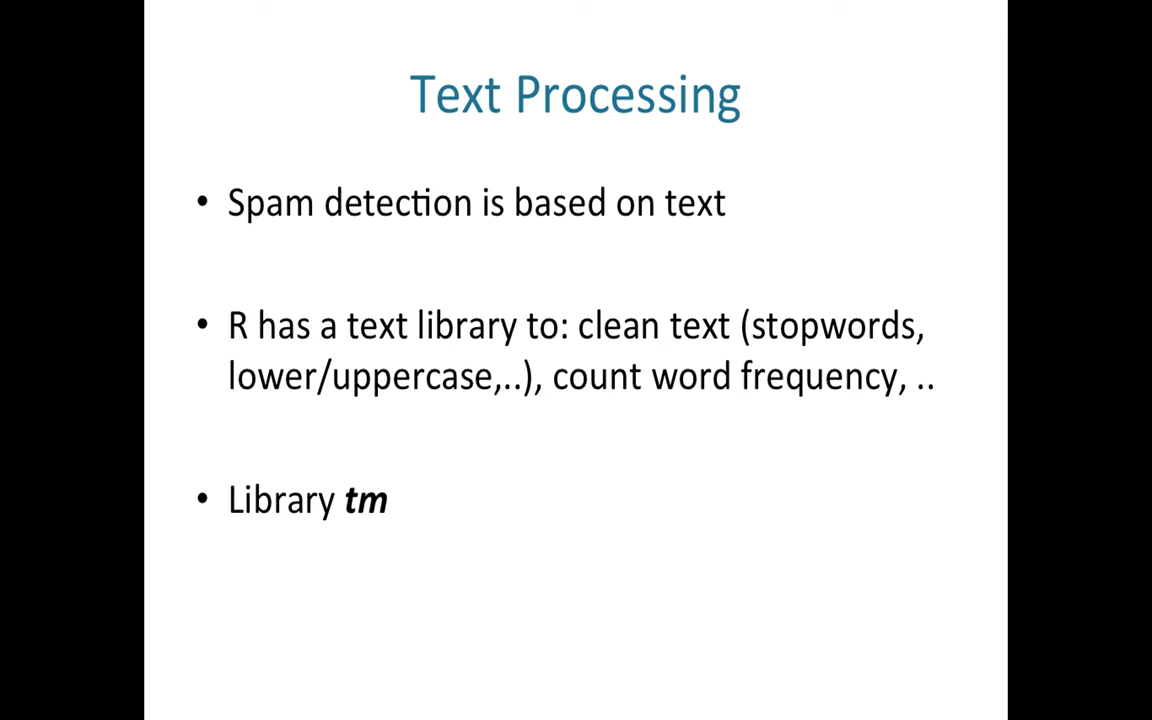 Text Processing
• Spam detection is based on text
• R has a text library to: clean text (stopwords,
lower/uppercase,..), count word frequency, ..
• Library tm